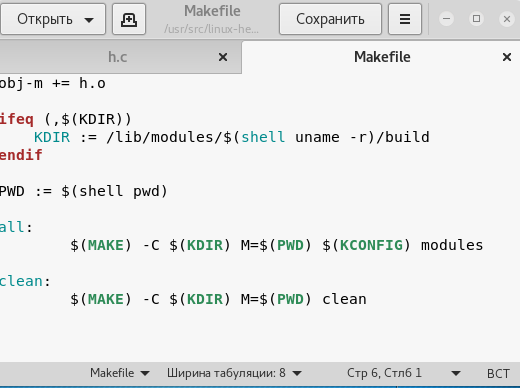 Открыть
Makefile
/usr/src/linux-he...
Сохранить
h.c
Makefile
obj-m += h.o
ifeq (,$(KDIR))
KDIR := /lib/modules/$(shell uname -r)/build
endif
PWD := $(shell pwd)
all:
$(MAKE) -C $(KDIR) M=$(PWD) $(KCONFIG) modules
clean:
$(MAKE) -C $(KDIR) M=$(PWD) clean
Makefile Ширина табуляции: 8 Стр 6, Стлб 1 ВСТ